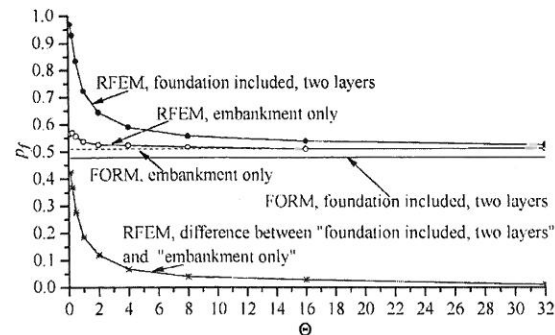 1.0
0.9
0.8
0.7
0.6
0.5
0.4
0.3
0.2
0.1
0.0
pf
RFEM, foundation included, two layers
RFEM, embankment only
FORM, embankment only
FORM, foundation included, two layers
RFEM, difference between "foundation included, two layers"
and "embankment only"
0 2 4 6 8 10 12 14 16 18 20 22 24 26 28 30 32
Θ